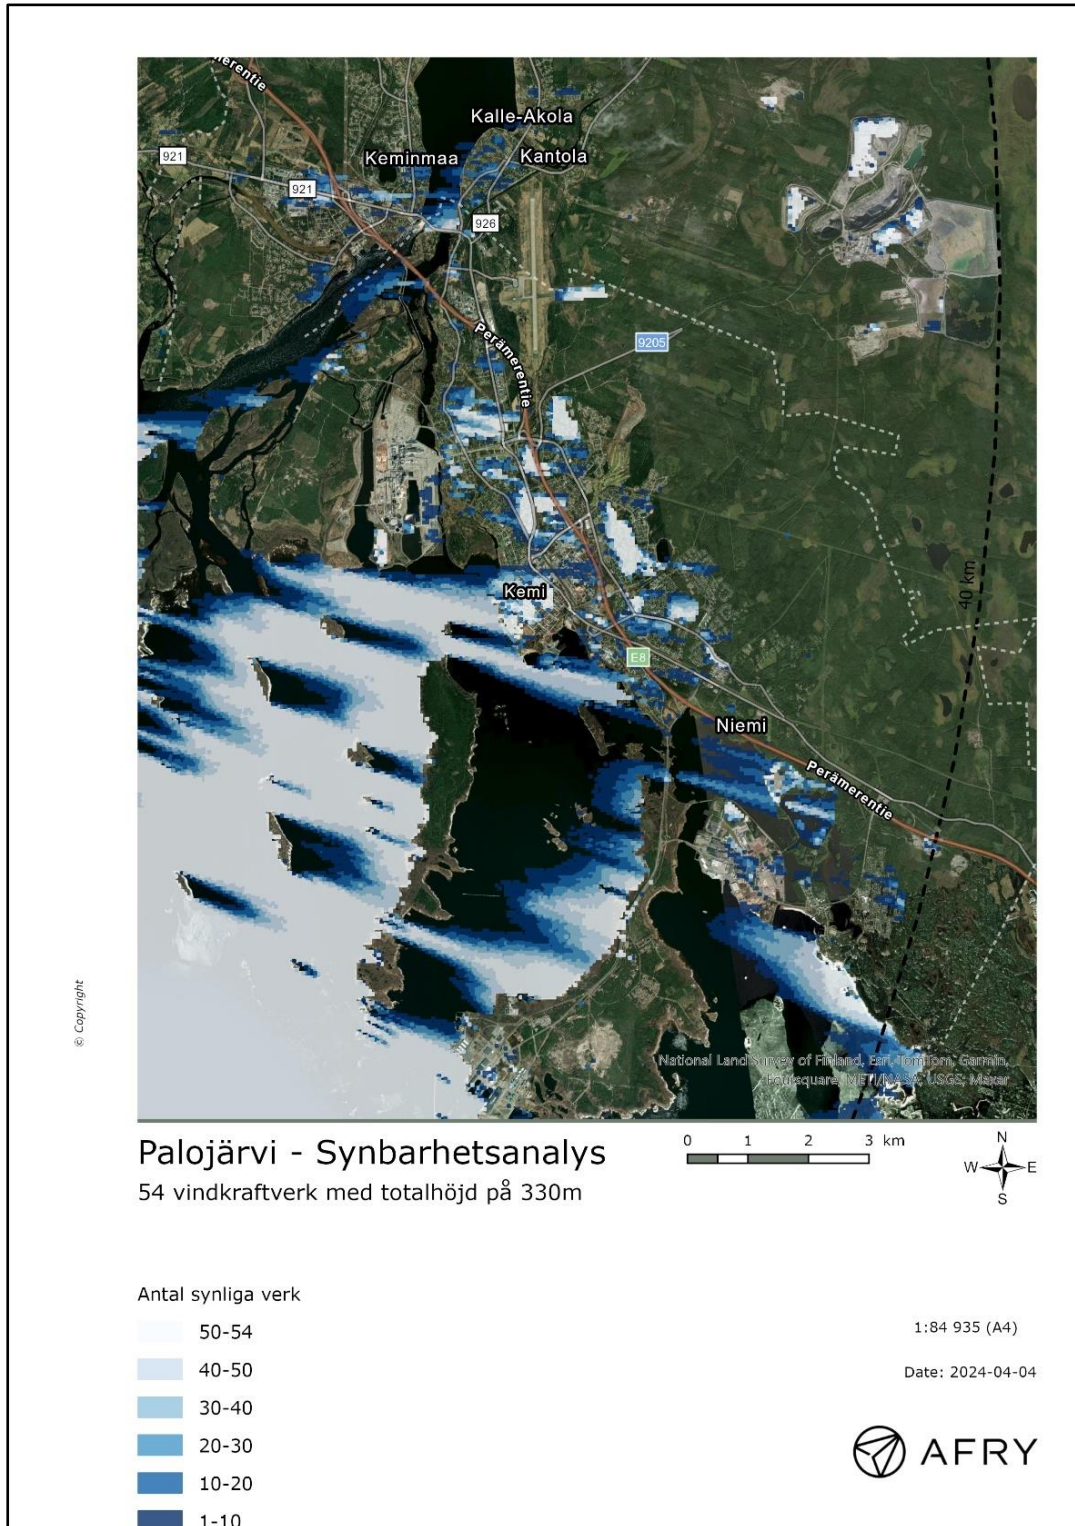 Perämerentie
Kalle-Akola
Keminmaa
Kantola
921
921
926
9205
Perämerentie
40 km
Kemi
E8
Niemi
Perämerentie
© Copyright
National Land Survey of Finland, Esri, TomTom, Garmin,
Foursquare, METI/NASA, USGS; Maxar
Palojärvi - Synbarhetsanalys
54 vindkraftverk med totalhöjd på 330m
0 1 2 3 km
N
W E
S
Antal synliga verk
50-54
40-50
30-40
20-30
10-20
1-10
1:84 935 (A4)
Date: 2024-04-04
AFRY